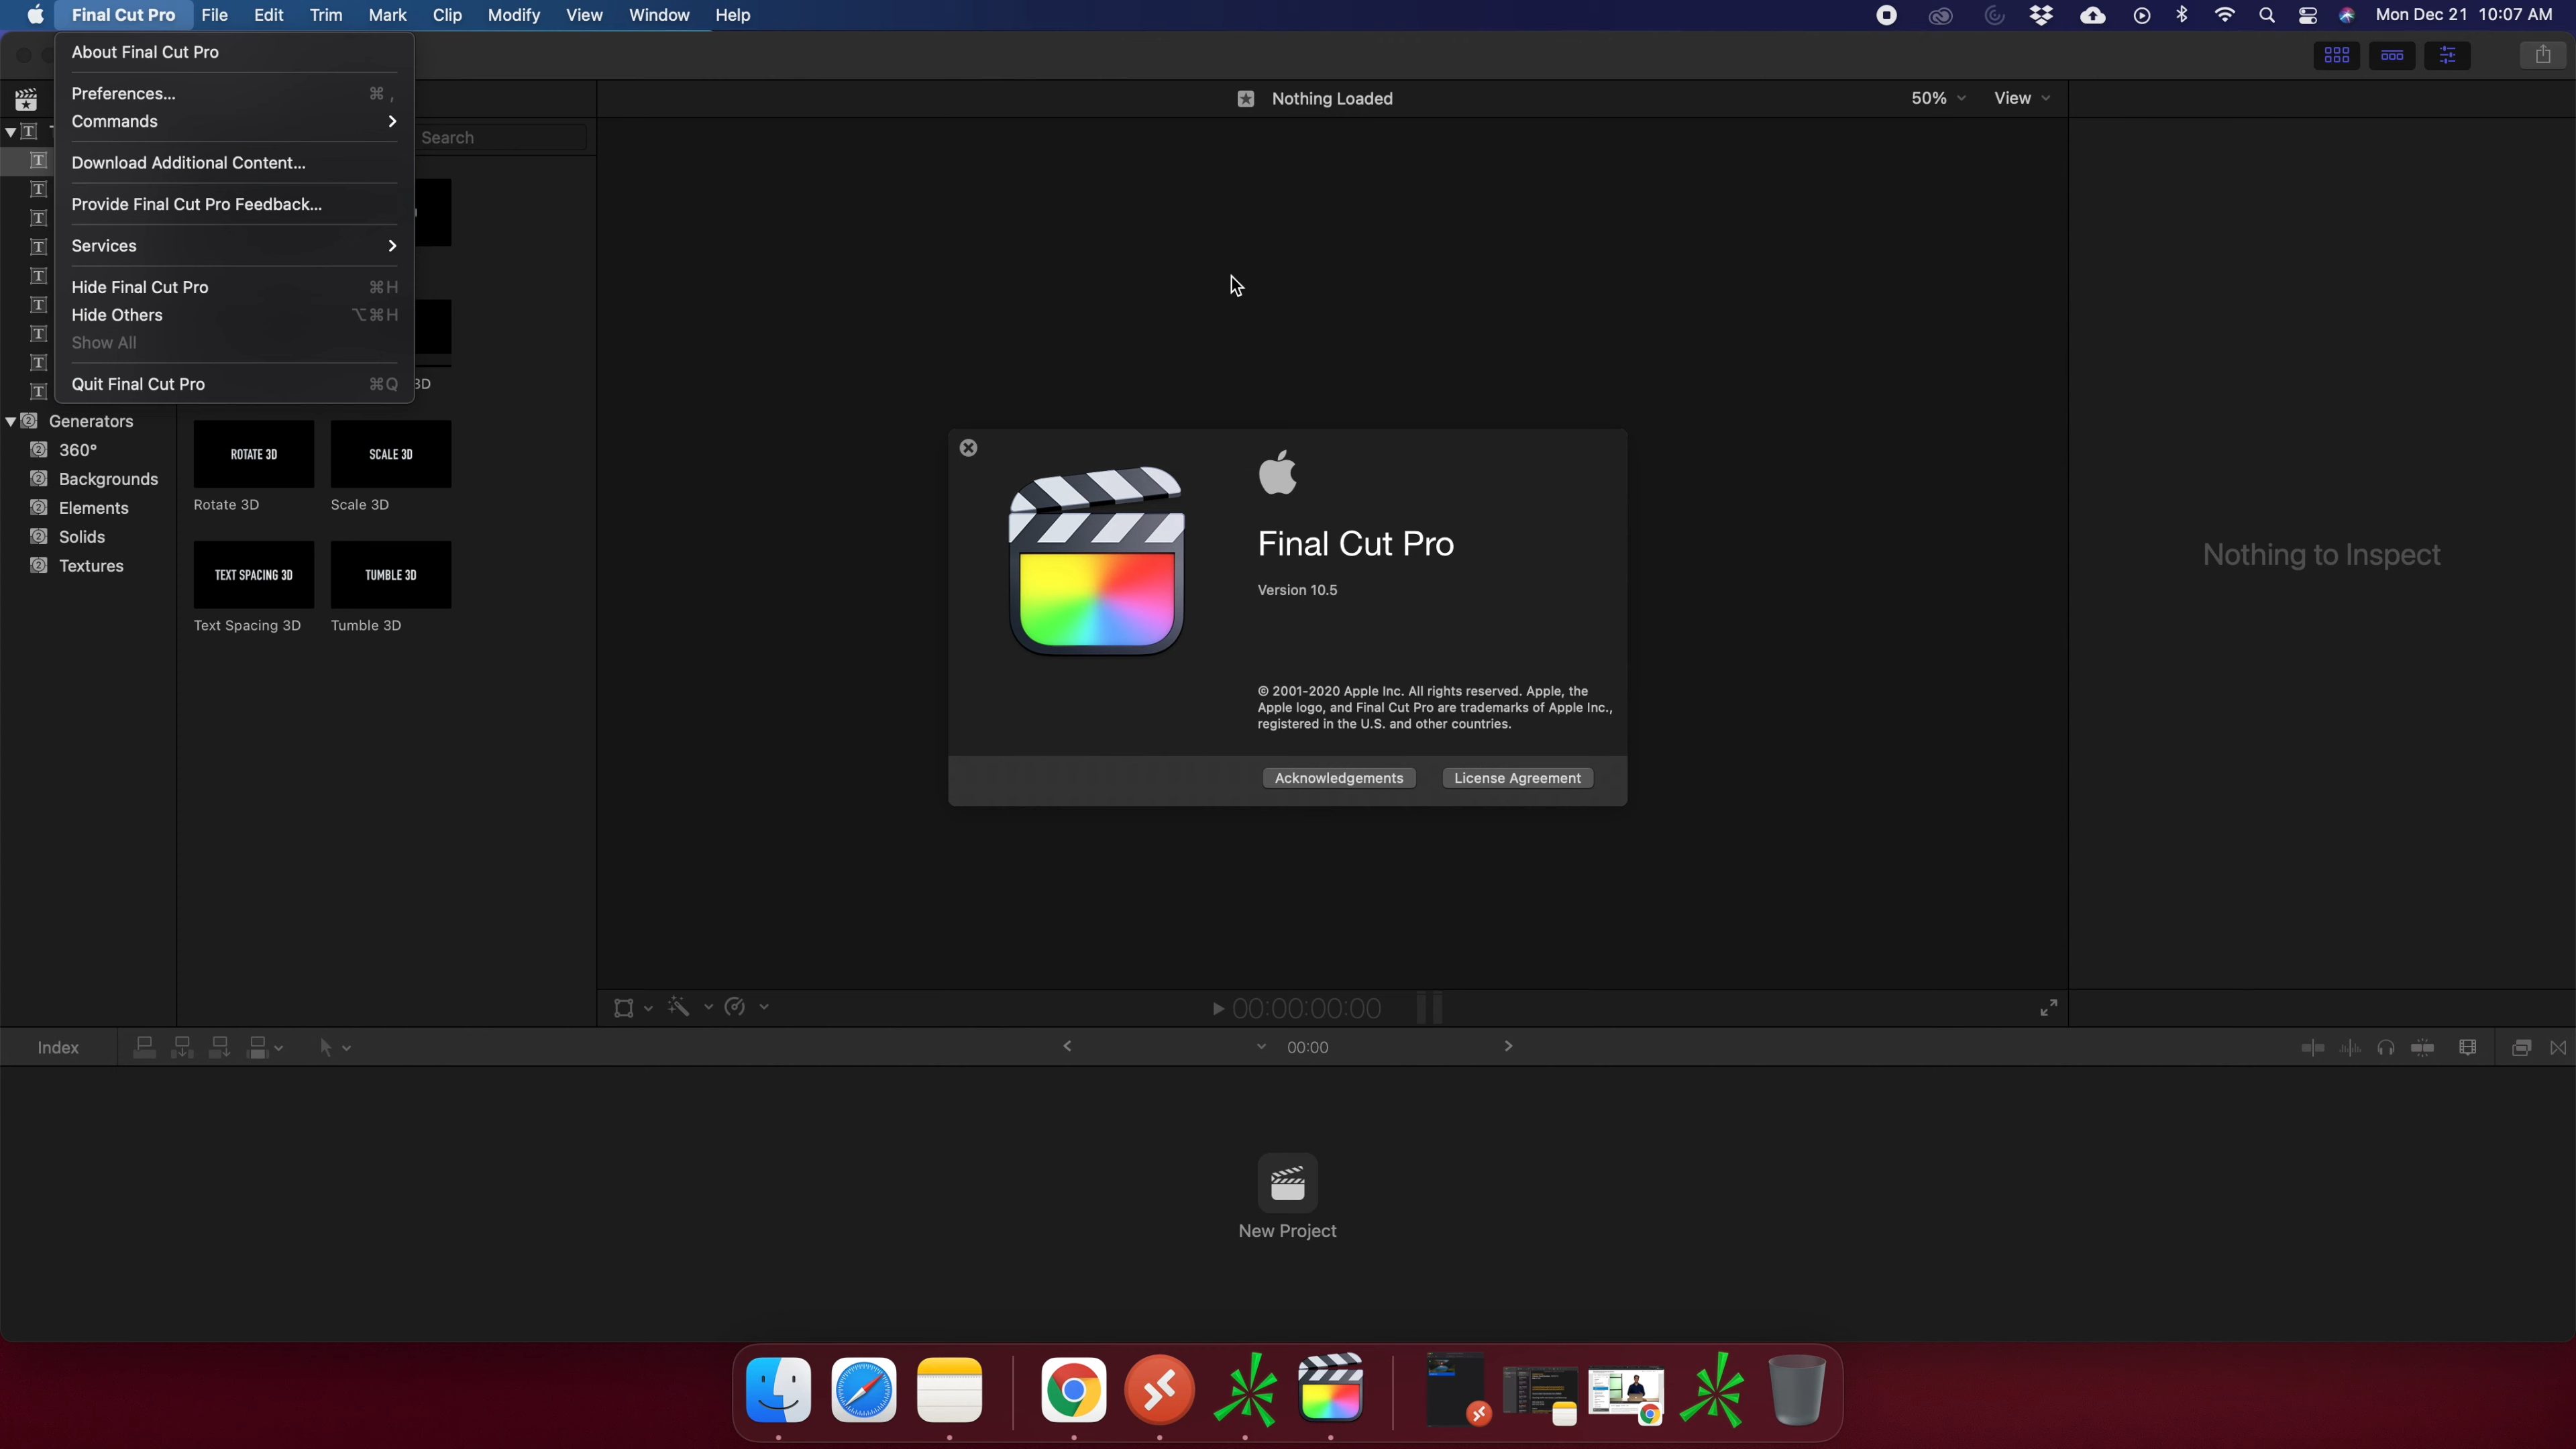 Final Cut Pro File Edit Trim Mark Clip Modify View Window Help Mon Dec 21 10:07 AM
About Final Cut Pro
Preferences... ⌘ ,
Commands
Download Additional Content...
Provide Final Cut Pro Feedback...
Services
Hide Final Cut Pro ⌘H
Hide Others ⌥⌘H
Show All
Quit Final Cut Pro ⌘Q
Search
3D
Generators
360°
Backgrounds
Elements
Solids
Textures
ROTATE 3D SCALE 3D
Rotate 3D Scale 3D
TEXT SPACING 3D TUMBLE 3D
Text Spacing 3D Tumble 3D
Nothing Loaded 50% View
Final Cut Pro
Version 10.5
© 2001-2020 Apple Inc. All rights reserved. Apple, the
Apple logo, and Final Cut Pro are trademarks of Apple Inc.,
registered in the U.S. and other countries.
Acknowledgements License Agreement
Nothing to Inspect
00:00:00:00
Index 00:00
New Project